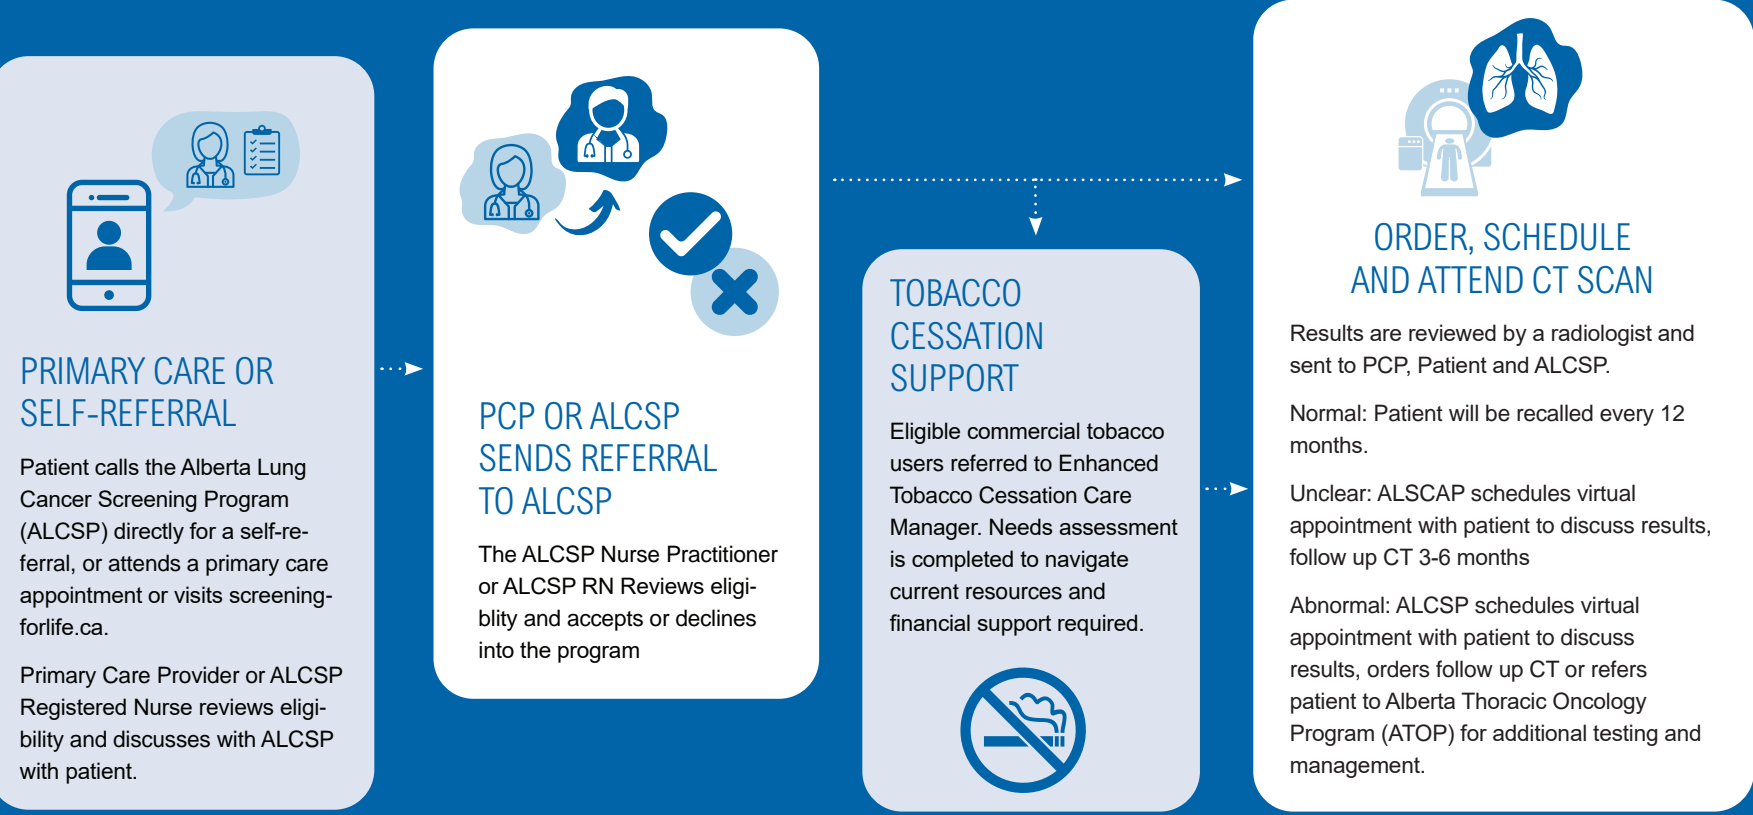 PRIMARY CARE OR
SELF-REFERRAL
Patient calls the Alberta Lung
Cancer Screening Program
(ALCSP) directly for a self-re-
ferral, or attends a primary care
appointment or visits screening-
forlife.ca.
Primary Care Provider or ALCSP
Registered Nurse reviews eligi-
bility and discusses with ALCSP
with patient.
PCP OR ALCSP
SENDS REFERRAL
TO ALCSP
The ALCSP Nurse Practitioner
or ALCSP RN Reviews eligi-
blity and accepts or declines
into the program
TOBACCO
CESSATION
SUPPORT
Eligible commercial tobacco
users referred to Enhanced
Tobacco Cessation Care
Manager. Needs assessment
is completed to navigate
current resources and
financial support required.
ORDER, SCHEDULE
AND ATTEND CT SCAN
Results are reviewed by a radiologist and
sent to PCP, Patient and ALCSP.
Normal: Patient will be recalled every 12
months.
Unclear: ALSCAP schedules virtual
appointment with patient to discuss results,
follow up CT 3-6 months
Abnormal: ALCSP schedules virtual
appointment with patient to discuss
results, orders follow up CT or refers
patient to Alberta Thoracic Oncology
Program (ATOP) for additional testing and
management.